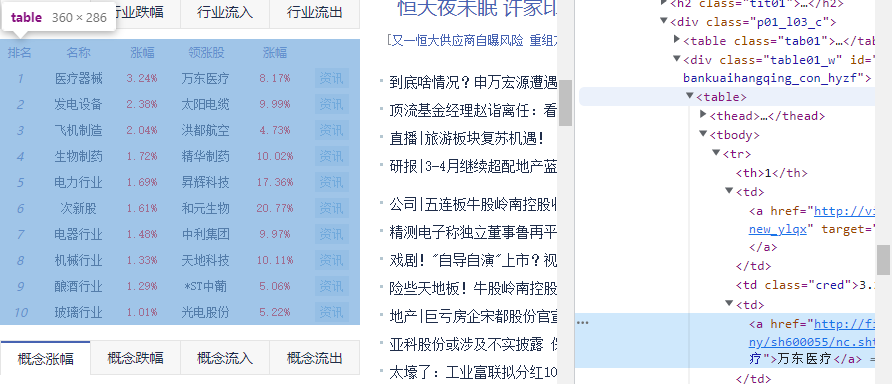 table 360 × 286
行业跌幅 行业流入 行业流出
排名 名称 涨幅 领涨股 涨幅
1 医疗器械 3.24% 万东医疗 8.17% 资讯
2 发电设备 2.38% 太阳电缆 9.99% 资讯
3 飞机制造 2.04% 洪都航空 4.73% 资讯
4 生物制药 1.72% 精华制药 10.02% 资讯
5 电力行业 1.69% 昇辉科技 17.36% 资讯
6 次新股 1.61% 和元生物 20.77% 资讯
7 电器行业 1.48% 中利集团 9.97% 资讯
8 机械行业 1.33% 天地科技 10.11% 资讯
9 酿酒行业 1.29% *ST中葡 5.06% 资讯
10 玻璃行业 1.01% 光电股份 5.22% 资讯
概念涨幅 概念跌幅 概念流入 概念流出
恒大夜未眠 许家印
[又一恒大供应商自曝风险 重组方
到底啥情况？申万宏源遭遇
顶流基金经理赵诣离任：看
直播|旅游板块复苏机遇！
研报|3-4月继续超配地产蓝
公司|五连板牛股岭南控股收
精测电子称独立董事鲁再平
戏剧！"自导自演"上市？视
险些天地板！牛股岭南控股
地产|巨亏房企宋都股份官宣
亚科股份或涉及不实披露 保
太壕了：工业富联拟分红10
<h2 class="tit01">…</h2>
<div class="p01_l03_c">
<table class="tab01">…</tab
<div class="table01_w" id="
bankuaihangqing_con_hyzf">
<table>
<thead>…</thead>
<tbody>
<tr>
<th>1</th>
<td>
<a href="http://vi
new_ylqx" target="
</a>
</td>
<td class="cred">3.
<td>
<a href="http://fi
ny/sh600055/nc.sht
疗">万东医疗</a> =
</td>